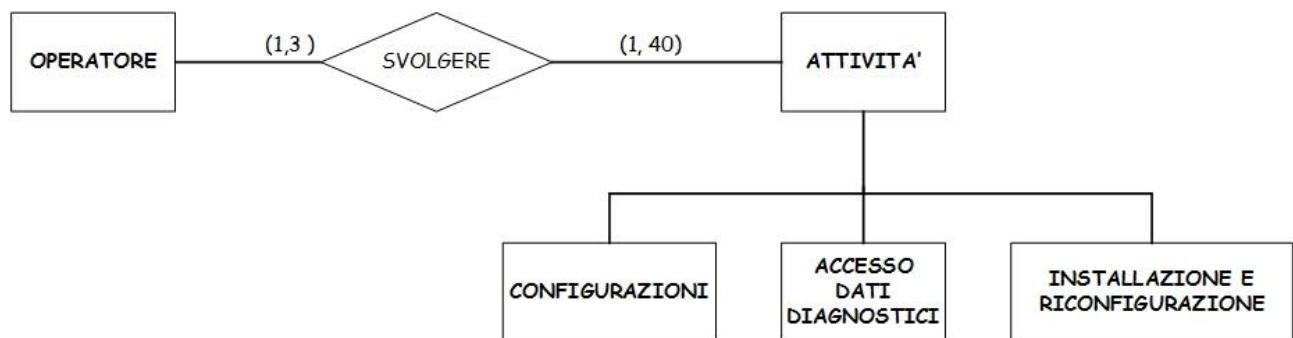 OPERATORE
(1,3 )
SVOLGERE
(1, 40)
ATTIVITA'
CONFIGURAZIONI
ACCESSO
DATI
DIAGNOSTICI
INSTALLAZIONE E
RICONFIGURAZIONE